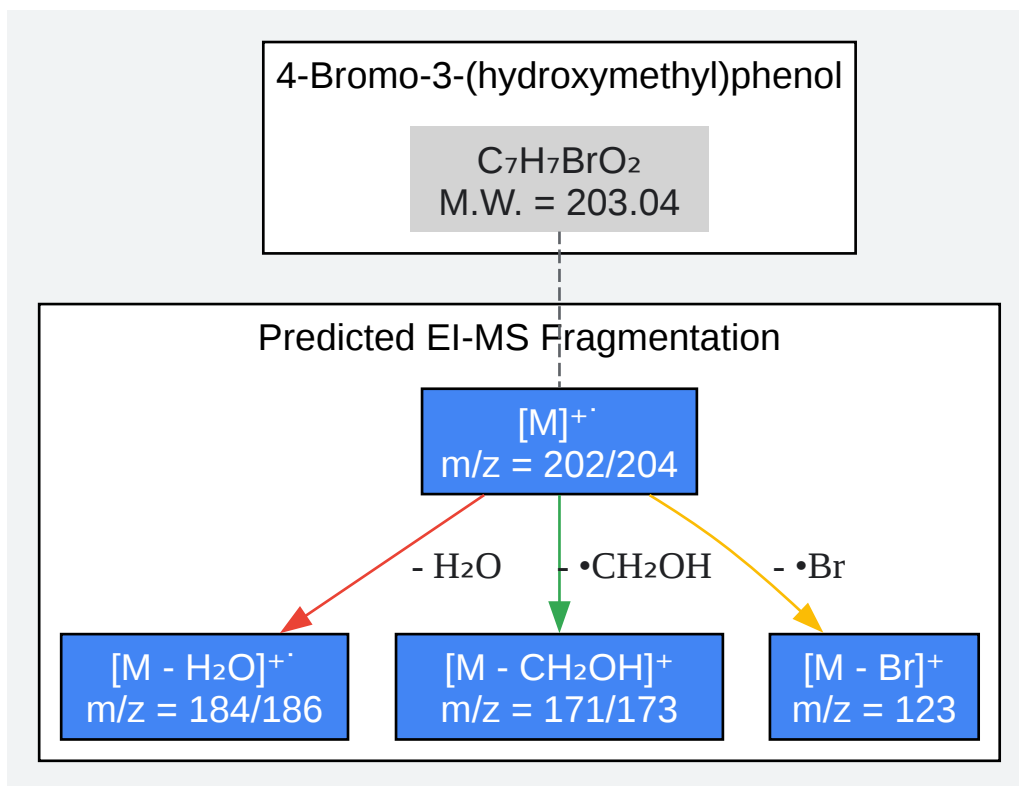 4-Bromo-3-(hydroxymethyl)phenol
C₇H₇BrO₂
M.W. = 203.04
Predicted EI-MS Fragmentation
[M]⁺˙
m/z = 202/204
- H₂O
- •CH₂OH
- •Br
[M - H₂O]⁺˙
m/z = 184/186
[M - CH₂OH]⁺
m/z = 171/173
[M - Br]⁺
m/z = 123